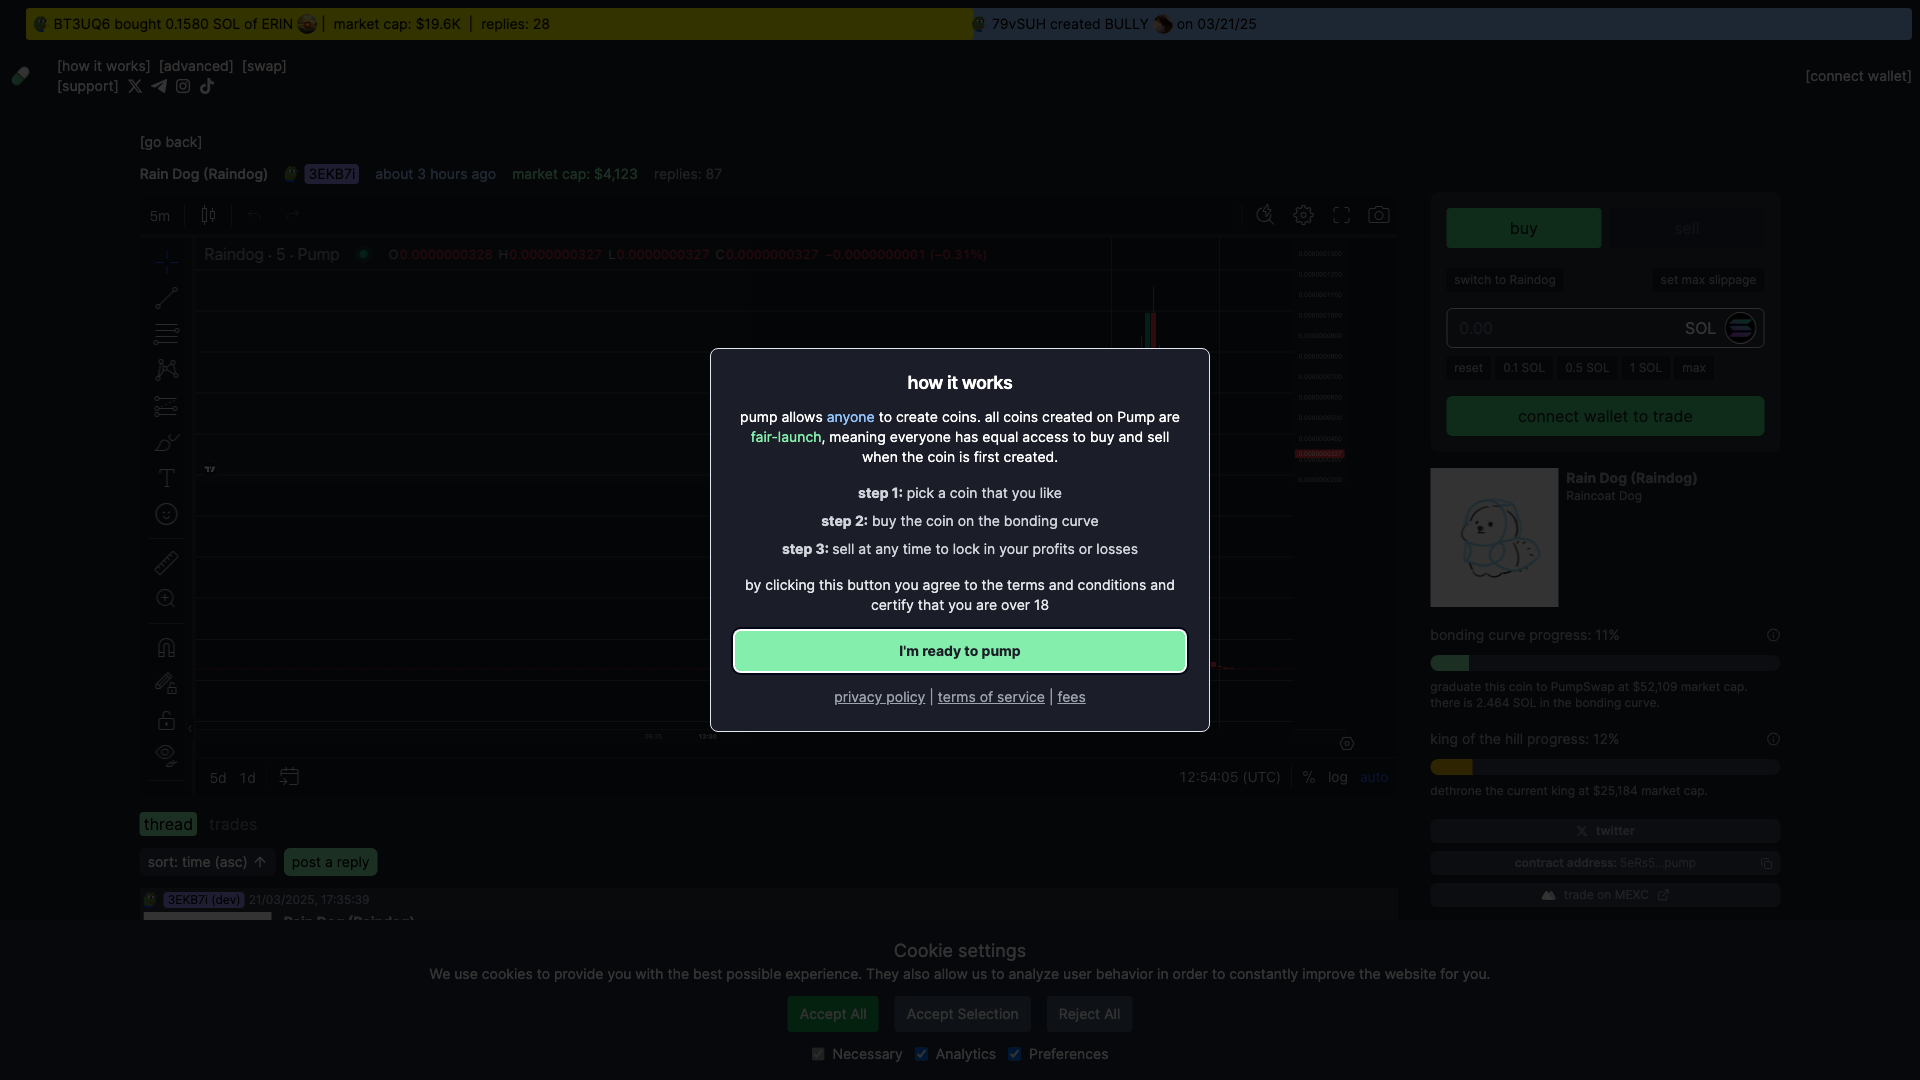 BT3UQ6 bought 0.1580 SOL of ERIN | market cap: $19.6K | replies: 28
79vSUH created BULLY on 03/21/25
[how it works] [advanced] [swap]
[support]
[connect wallet]
[go back]
Rain Dog (Raindog) 3EKB7i about 3 hours ago market cap: $4,123 replies: 87
5m
Raindog · 5 · Pump O0.0000000328 H0.0000000327 L0.0000000327 C0.0000000327 −0.0000000001 (−0.31%)
how it works
pump allows anyone to create coins. all coins created on Pump are
fair-launch, meaning everyone has equal access to buy and sell
when the coin is first created.
step 1: pick a coin that you like
step 2: buy the coin on the bonding curve
step 3: sell at any time to lock in your profits or losses
by clicking this button you agree to the terms and conditions and
certify that you are over 18
I'm ready to pump
privacy policy | terms of service | fees
5d 1d
12:54:05 (UTC) % log auto
buy sell
switch to Raindog set max slippage
0.00 SOL
reset 0.1 SOL 0.5 SOL 1 SOL max
connect wallet to trade
Rain Dog (Raindog)
Raincoat Dog
bonding curve progress: 11%
graduate this coin to PumpSwap at $52,109 market cap.
there is 2.464 SOL in the bonding curve.
king of the hill progress: 12%
dethrone the current king at $25,184 market cap.
twitter
contract address: 5eRs5...pump
trade on MEXC
thread trades
sort: time (asc) post a reply
3EKB7i (dev) 21/03/2025, 17:35:39
Rain Dog (Raindog)
Cookie settings
We use cookies to provide you with the best possible experience. They also allow us to analyze user behavior in order to constantly improve the website for you.
Accept All Accept Selection Reject All
Necessary Analytics Preferences